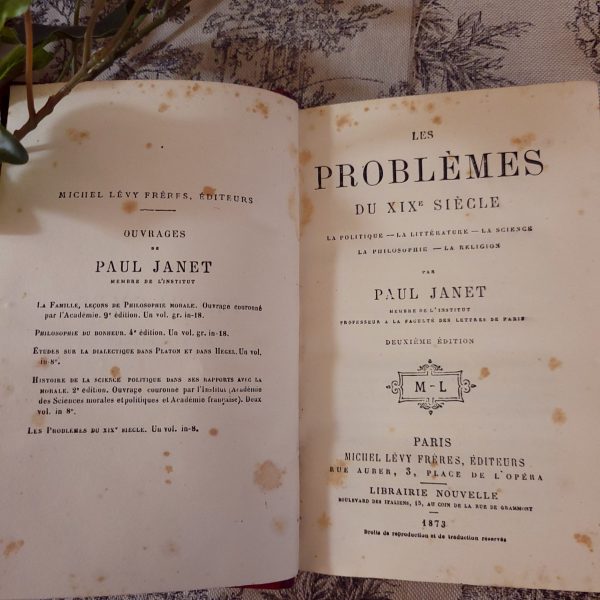 MICHEL LÉVY FRÈRES, ÉDITEURS
OUVRAGES
DE
PAUL JANET
MEMBRE DE L'INSTITUT
LA FAMILLE, LEÇONS DE PHILOSOPHIE MORALE. Ouvrage couronné
par l'Académie. 9e édition. Un vol. gr. in-18.
PHILOSOPHIE DU BONHEUR. 4e édition. Un vol. gr. in-18.
ÉTUDES SUR LA DIALECTIQUE DANS PLATON ET DANS HEGEL. Un vol.
in-8°.
HISTOIRE DE LA SCIENCE POLITIQUE DANS SES RAPPORTS AVEC LA
MORALE. 2e édition. Ouvrage couronné par l'Institut (Académie
des Sciences morales et politiques et Académie française). Deux
vol. in 8°.
LES PROBLÈMES DU XIXe SIÈCLE. Un vol. in-8.
LES
PROBLÈMES
DU XIXe SIÈCLE
LA POLITIQUE — LA LITTÉRATURE — LA SCIENCE
LA PHILOSOPHIE — LA RELIGION
PAR
PAUL JANET
MEMBRE DE L'INSTITUT
PROFESSEUR A LA FACULTÉ DES LETTRES DE PARIS
DEUXIÈME ÉDITION
M-L
PARIS
MICHEL LÉVY FRÈRES, ÉDITEURS
RUE AUBER, 3, PLACE DE L'OPÉRA
LIBRAIRIE NOUVELLE
BOULEVARD DES ITALIENS, 15, AU COIN DE LA RUE DE GRAMMONT
1873
Droits de reproduction et de traduction réservés